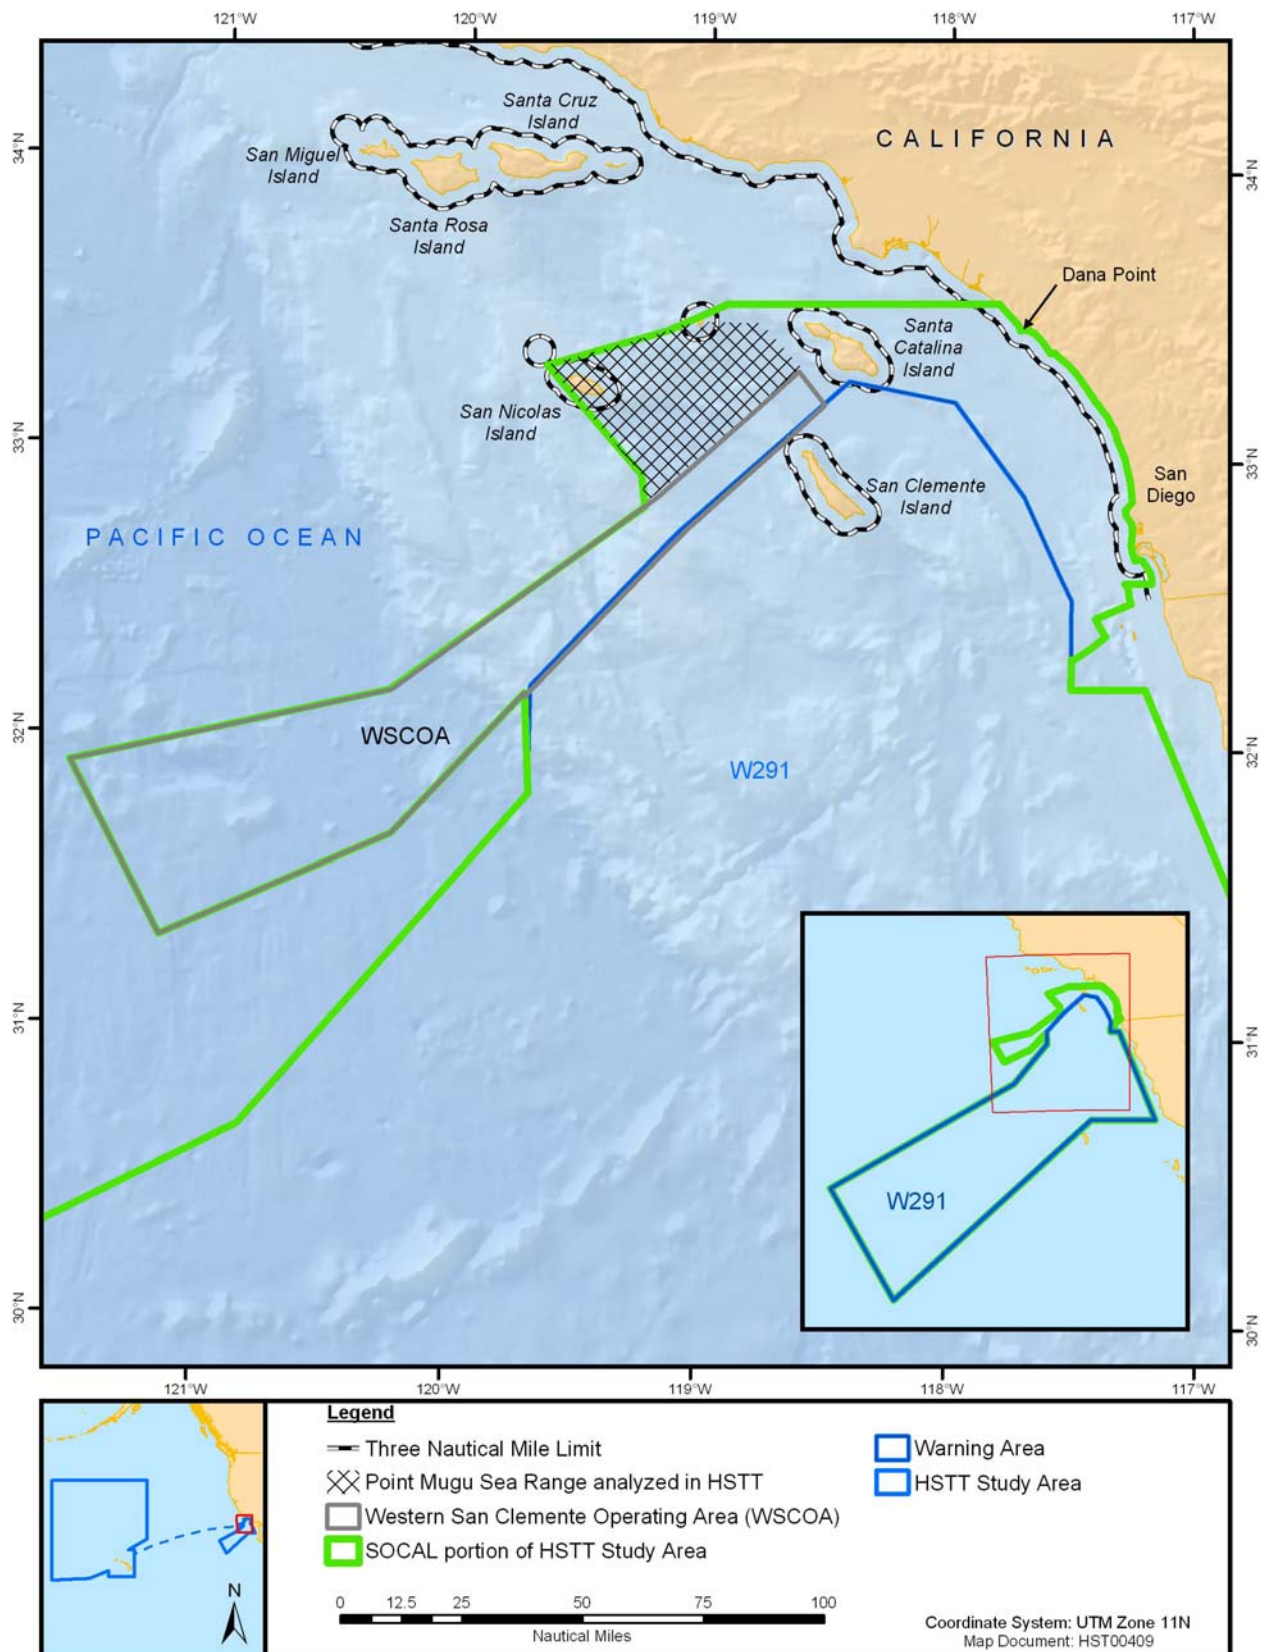 121°W
120°W
119°W
118°W
117°W
34°N
33°N
32°N
31°N
30°N
34°N
33°N
32°N
31°N
30°N
Santa Cruz
Island
CALIFORNIA
San Miguel
Island
Santa Rosa
Island
Dana Point
Santa
Catalina
Island
San Nicolas
Island
San
Diego
San Clemente
Island
PACIFIC OCEAN
WSCOA
W291
W291
121°W
120°W
119°W
118°W
117°W
Legend
Three Nautical Mile Limit
Point Mugu Sea Range analyzed in HSTT
Western San Clemente Operating Area (WSCOA)
SOCAL portion of HSTT Study Area
Warning Area
HSTT Study Area
N
0 12.5 25 50 75 100
Nautical Miles
Coordinate System: UTM Zone 11N
Map Document: HST00409